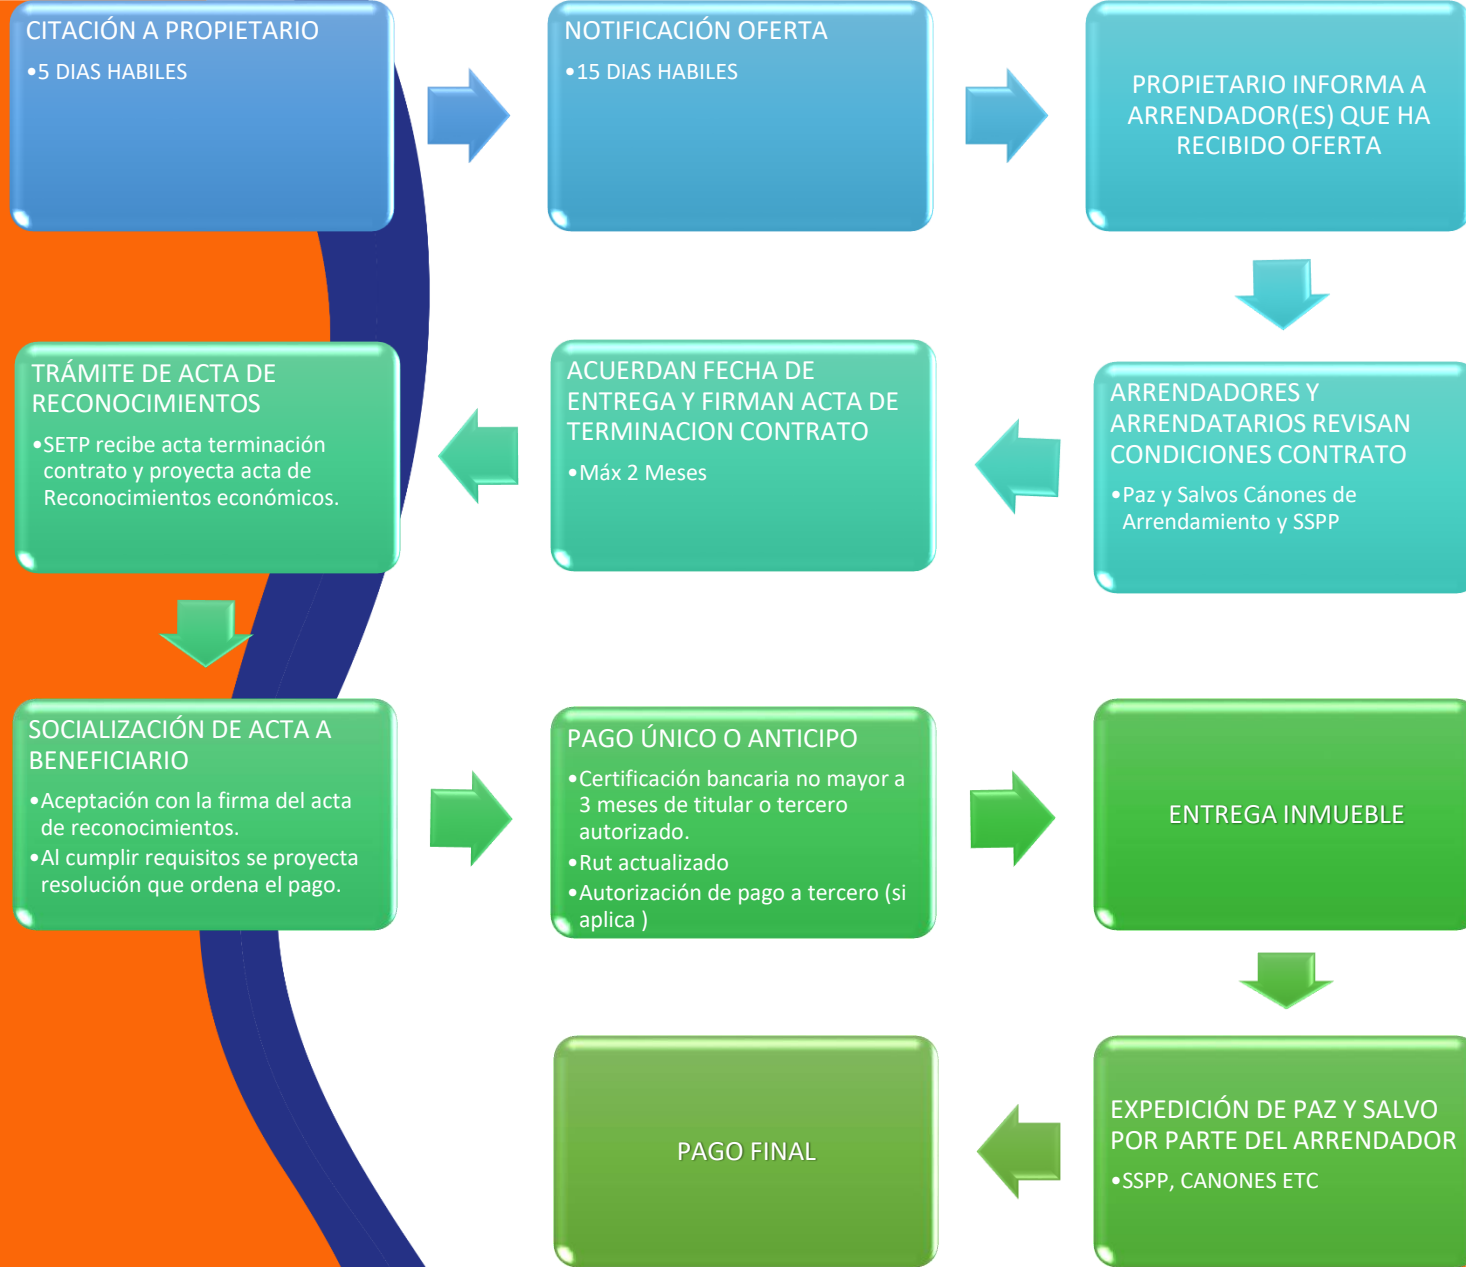 CITACIÓN A PROPIETARIO
•5 DIAS HABILES
NOTIFICACIÓN OFERTA
•15 DIAS HABILES
PROPIETARIO INFORMA A
ARRENDADOR(ES) QUE HA
RECIBIDO OFERTA
ARRENDADORES Y
ARRENDATARIOS REVISAN
CONDICIONES CONTRATO
•Paz y Salvos Cánones de
Arrendamiento y SSPP
ACUERDAN FECHA DE
ENTREGA Y FIRMAN ACTA DE
TERMINACION CONTRATO
•Máx 2 Meses
TRÁMITE DE ACTA DE
RECONOCIMIENTOS
•SETP recibe acta terminación
contrato y proyecta acta de
Reconocimientos económicos.
SOCIALIZACIÓN DE ACTA A
BENEFICIARIO
•Aceptación con la firma del acta
de reconocimientos.
•Al cumplir requisitos se proyecta
resolución que ordena el pago.
PAGO ÚNICO O ANTICIPO
•Certificación bancaria no mayor a
3 meses de titular o tercero
autorizado.
•Rut actualizado
•Autorización de pago a tercero (si
aplica )
ENTREGA INMUEBLE
EXPEDICIÓN DE PAZ Y SALVO
POR PARTE DEL ARRENDADOR
•SSPP, CANONES ETC
PAGO FINAL